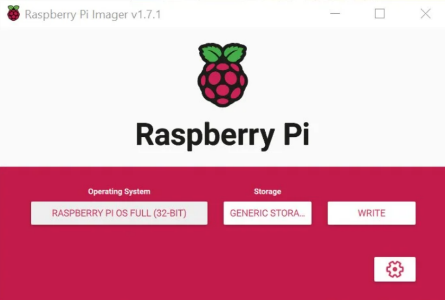 Raspberry Pi Imager v1.7.1
Raspberry Pi
Operating System
Storage
RASPBERRY PI OS FULL (32-BIT)
GENERIC STORA...
WRITE